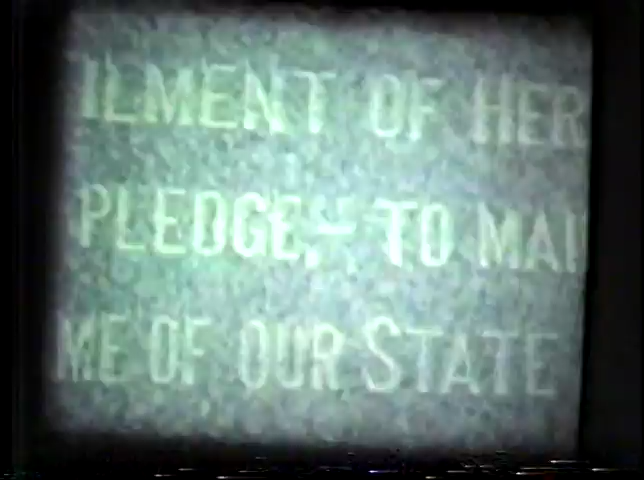 ILMENT OF HER
PLEDGE,- TO MAI
ME OF OUR STATE